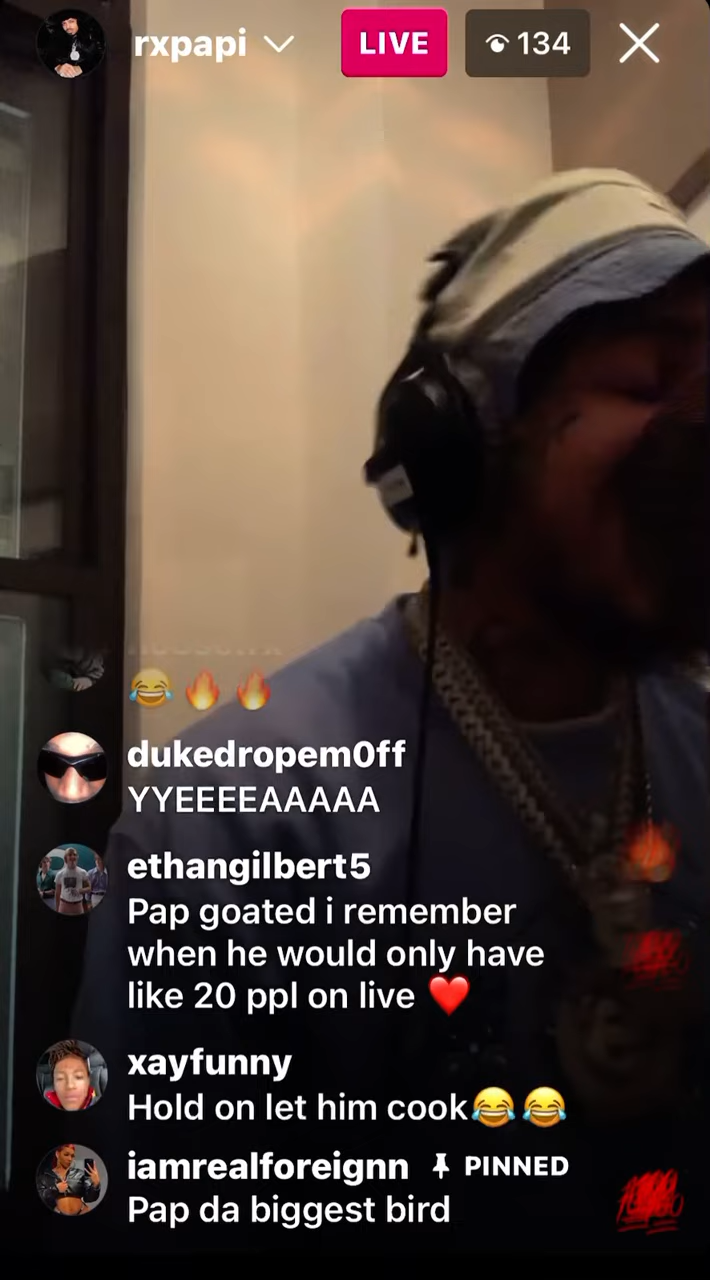 rxpapi
LIVE
134
😂🔥🔥
dukedropem0ff
YYEEEEAAAAA
ethangilbert5
Pap goated i remember
when he would only have
like 20 ppl on live ❤️
xayfunny
Hold on let him cook😂😂
iamrealforeignn PINNED
Pap da biggest bird